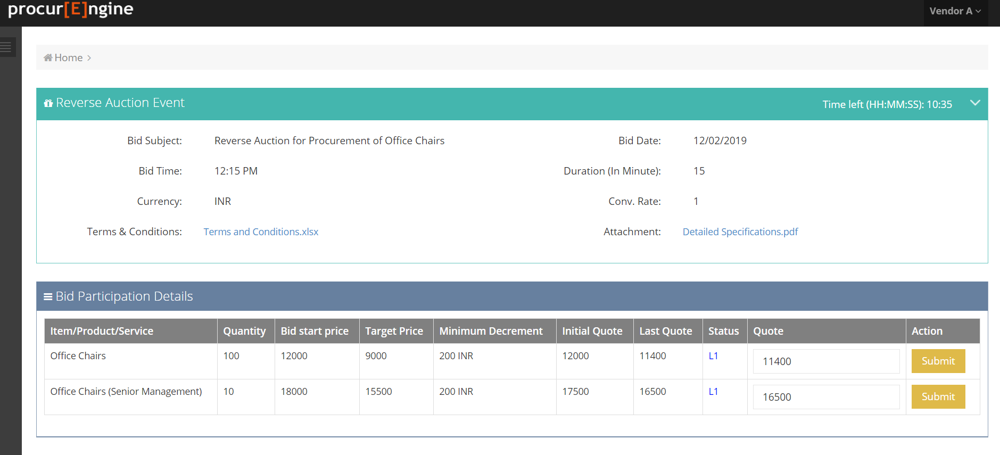 procur[E]ngine
Vendor A
Home
Reverse Auction Event Time left (HH:MM:SS): 10:35
Bid Subject: Reverse Auction for Procurement of Office Chairs Bid Date: 12/02/2019
Bid Time: 12:15 PM Duration (In Minute): 15
Currency: INR Conv. Rate: 1
Terms & Conditions: Terms and Conditions.xlsx Attachment: Detailed Specifications.pdf
Bid Participation Details
Item/Product/Service Quantity Bid start price Target Price Minimum Decrement Initial Quote Last Quote Status Quote Action
Office Chairs 100 12000 9000 200 INR 12000 11400 L1 11400 Submit
Office Chairs (Senior Management) 10 18000 15500 200 INR 17500 16500 L1 16500 Submit